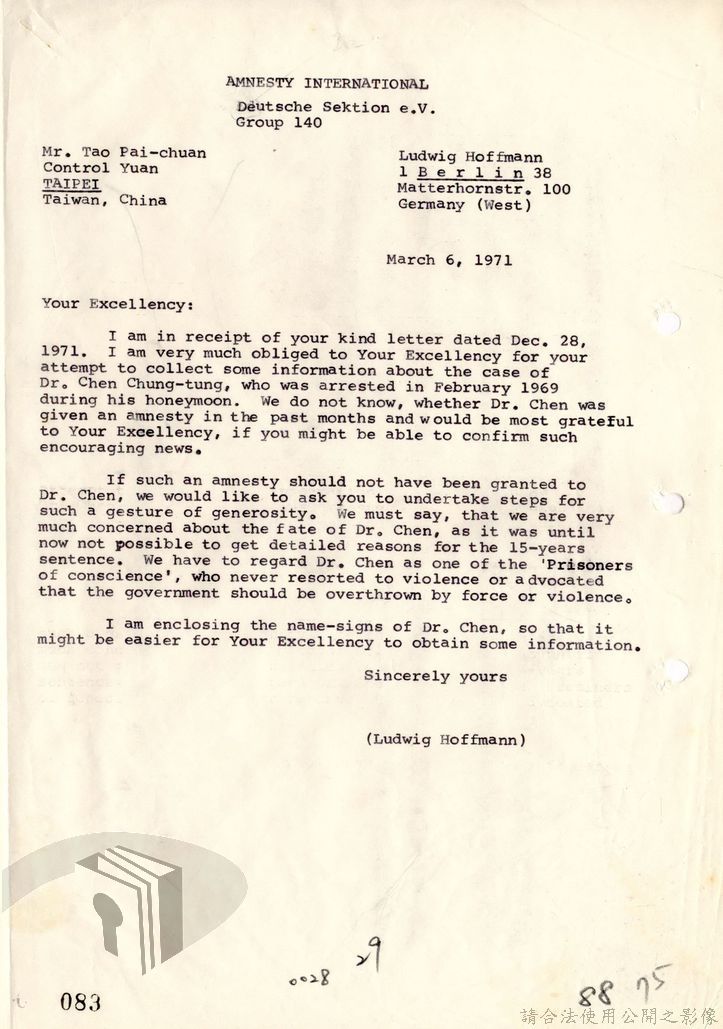 AMNESTY INTERNATIONAL
Deutsche Sektion e.V.
Group 140
Mr. Tao Pai-chuan
Control Yuan
TAIPEI
Taiwan, China
Ludwig Hoffmann
1 B e r l i n 38
Matterhornstr. 100
Germany (West)
March 6, 1971
Your Excellency:
I am in receipt of your kind letter dated Dec. 28,
1971. I am very much obliged to Your Excellency for your
attempt to collect some information about the case of
Dr. Chen Chung-tung, who was arrested in February 1969
during his honeymoon. We do not know, whether Dr. Chen was
given an amnesty in the past months and would be most grateful
to Your Excellency, if you might be able to confirm such
encouraging news.
If such an amnesty should not have been granted to
Dr. Chen, we would like to ask you to undertake steps for
such a gesture of generosity. We must say, that we are very
much concerned about the fate of Dr. Chen, as it was until
now not possible to get detailed reasons for the 15-years
sentence. We have to regard Dr. Chen as one of the 'Prisoners
of conscience', who never resorted to violence or advocated
that the government should be overthrown by force or violence.
I am enclosing the name-signs of Dr. Chen, so that it
might be easier for Your Excellency to obtain some information.
Sincerely yours
(Ludwig Hoffmann)
29
0028
083
88 75
請合法使用公開之影像